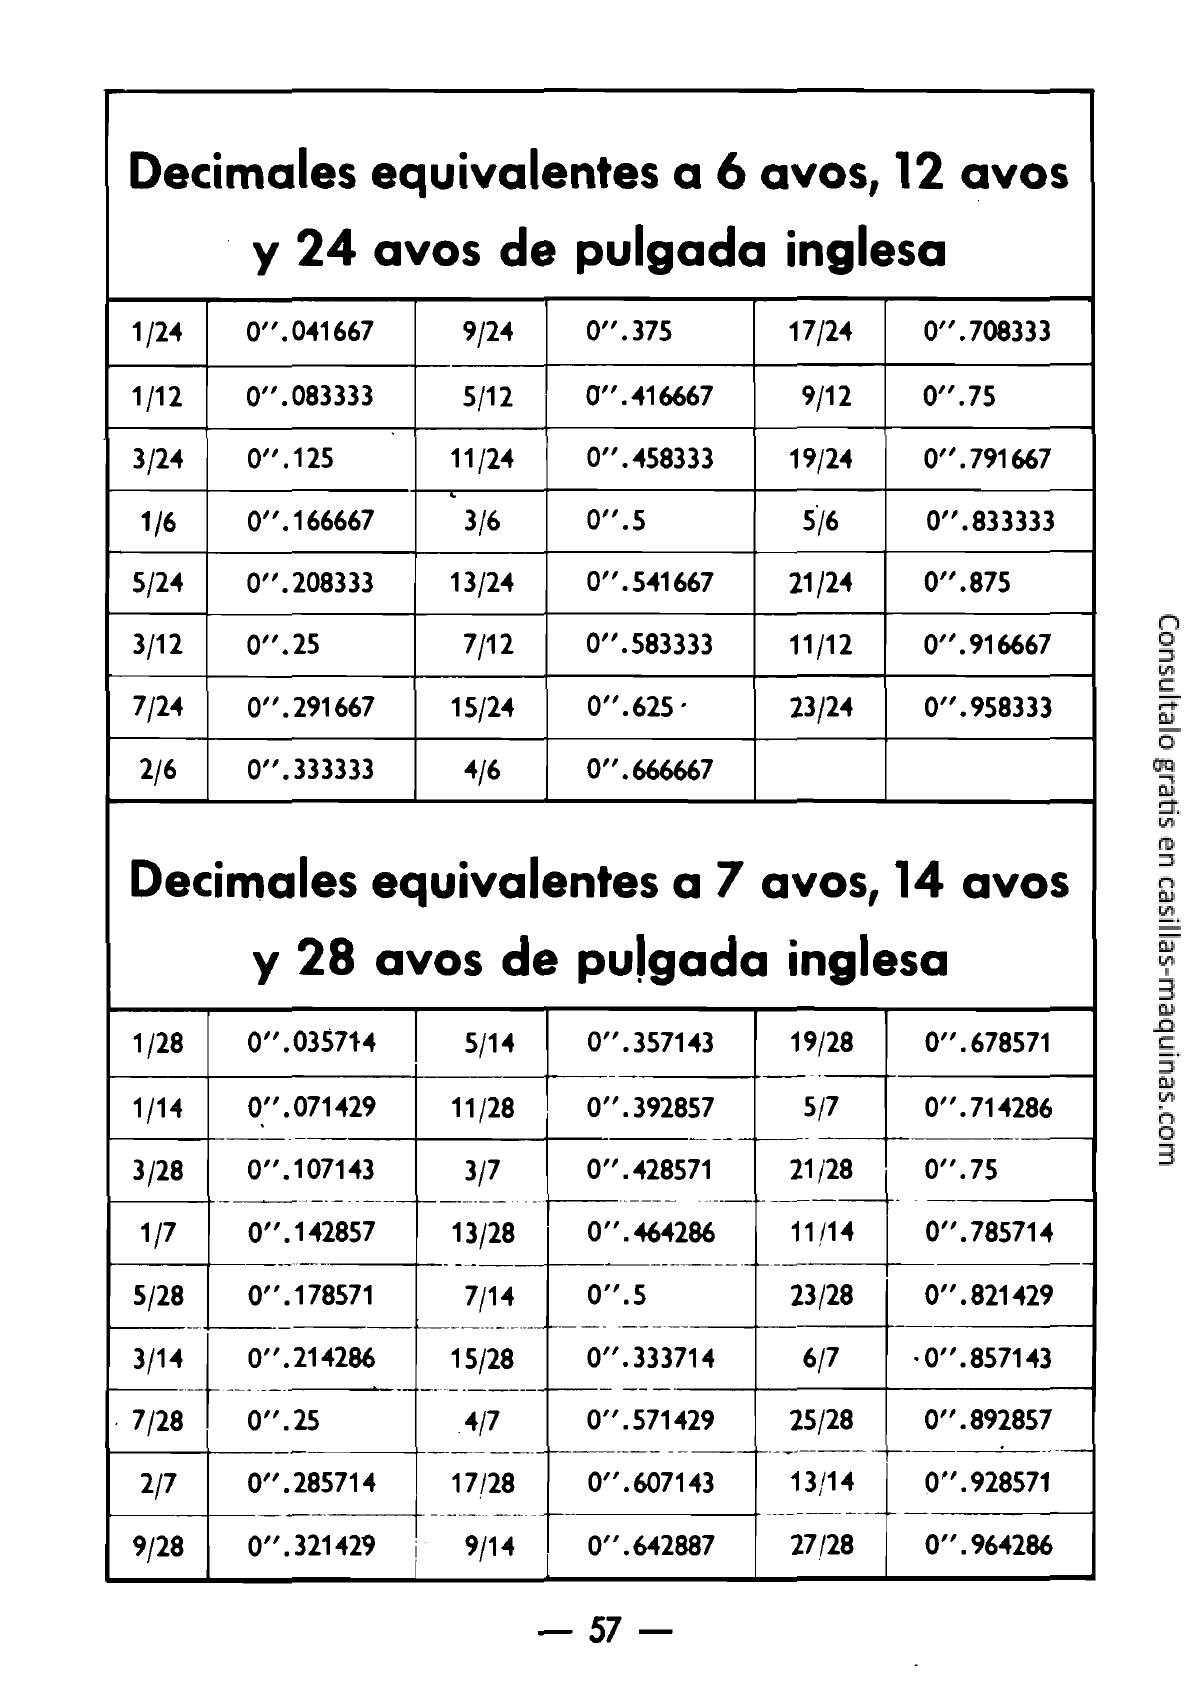 Decimales equivalentes a 6 avos, 12 avos
y 24 avos de pulgada inglesa
1/24 0''.041667 9/24 0''.375 17/24 0''.708333
1/12 0''.083333 5/12 0''.416667 9/12 0''.75
3/24 0''.125 11/24 0''.458333 19/24 0''.791667
1/6 0''.166667 3/6 0''.5 5/6 0''.833333
5/24 0''.208333 13/24 0''.541667 21/24 0''.875
3/12 0''.25 7/12 0''.583333 11/12 0''.916667
7/24 0''.291667 15/24 0''.625 23/24 0''.958333
2/6 0''.333333 4/6 0''.666667
Decimales equivalentes a 7 avos, 14 avos
y 28 avos de pulgada inglesa
1/28 0''.035714 5/14 0''.357143 19/28 0''.678571
1/14 0''.071429 11/28 0''.392857 5/7 0''.714286
3/28 0''.107143 3/7 0''.428571 21/28 0''.75
1/7 0''.142857 13/28 0''.464286 11/14 0''.785714
5/28 0''.178571 7/14 0''.5 23/28 0''.821429
3/14 0''.214286 15/28 0''.333714 6/7 0''.857143
7/28 0''.25 4/7 0''.571429 25/28 0''.892857
2/7 0''.285714 17/28 0''.607143 13/14 0''.928571
9/28 0''.321429 9/14 0''.642887 27/28 0''.964286
— 57 —
Consultalo gratis en casillas-maquinas.com